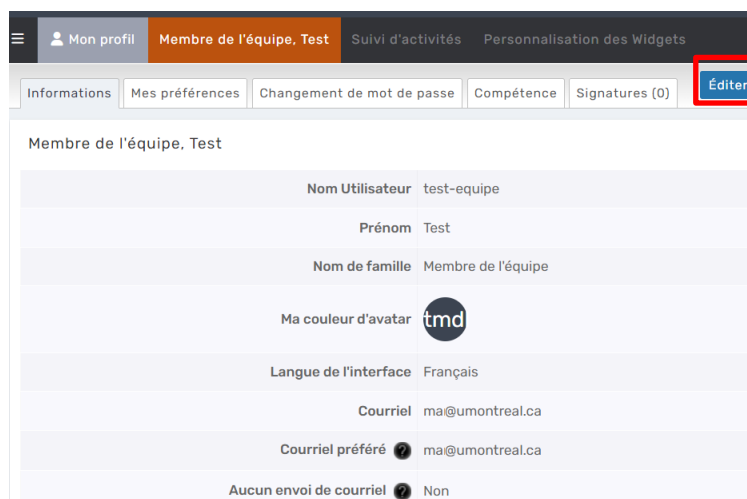 Mon profil Membre de l'équipe, Test Suivi d'activités Personnalisation des Widgets
Informations Mes préférences Changement de mot de passe Compétence Signatures (0) Éditer
Membre de l'équipe, Test
Nom Utilisateur test-equipe
Prénom Test
Nom de famille Membre de l'équipe
Ma couleur d'avatar tmd
Langue de l'interface Français
Courriel ma@umontreal.ca
Courriel préféré ? ma@umontreal.ca
Aucun envoi de courriel ? Non